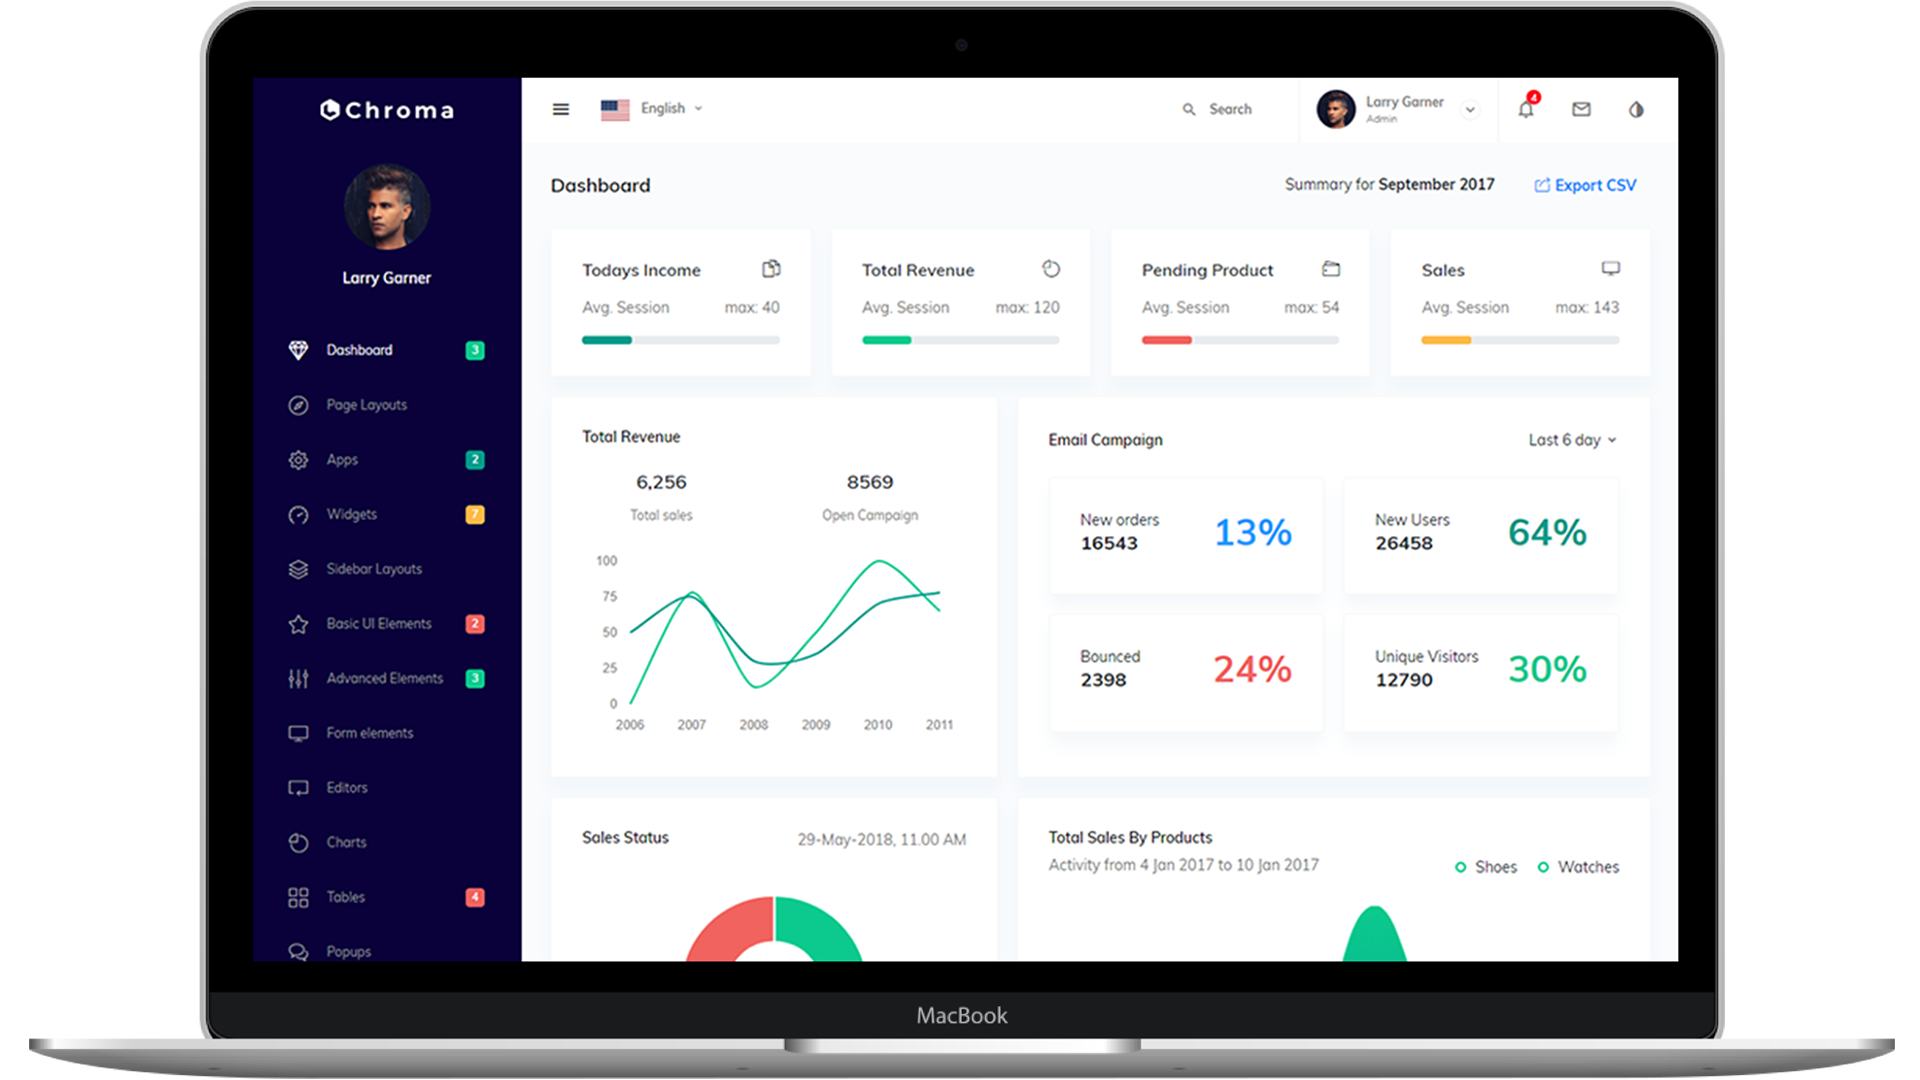 Chroma
English
Search
Larry Garner
Admin
4
Larry Garner
Dashboard 3
Page Layouts
Apps 2
Widgets 7
Sidebar Layouts
Basic UI Elements 2
Advanced Elements 3
Form elements
Editors
Charts
Tables 4
Popups
Dashboard
Summary for September 2017
Export CSV
Todays Income
Avg. Session max: 40
Total Revenue
Avg. Session max: 120
Pending Product
Avg. Session max: 54
Sales
Avg. Session max: 143
Total Revenue
6,256 8569
Total sales Open Campaign
100
75
50
25
0
2006 2007 2008 2009 2010 2011
Email Campaign
Last 6 day
New orders
16543
13%
New Users
26458
64%
Bounced
2398
24%
Unique Visitors
12790
30%
Sales Status
29-May-2018, 11.00 AM
Total Sales By Products
Activity from 4 Jan 2017 to 10 Jan 2017
Shoes Watches
MacBook